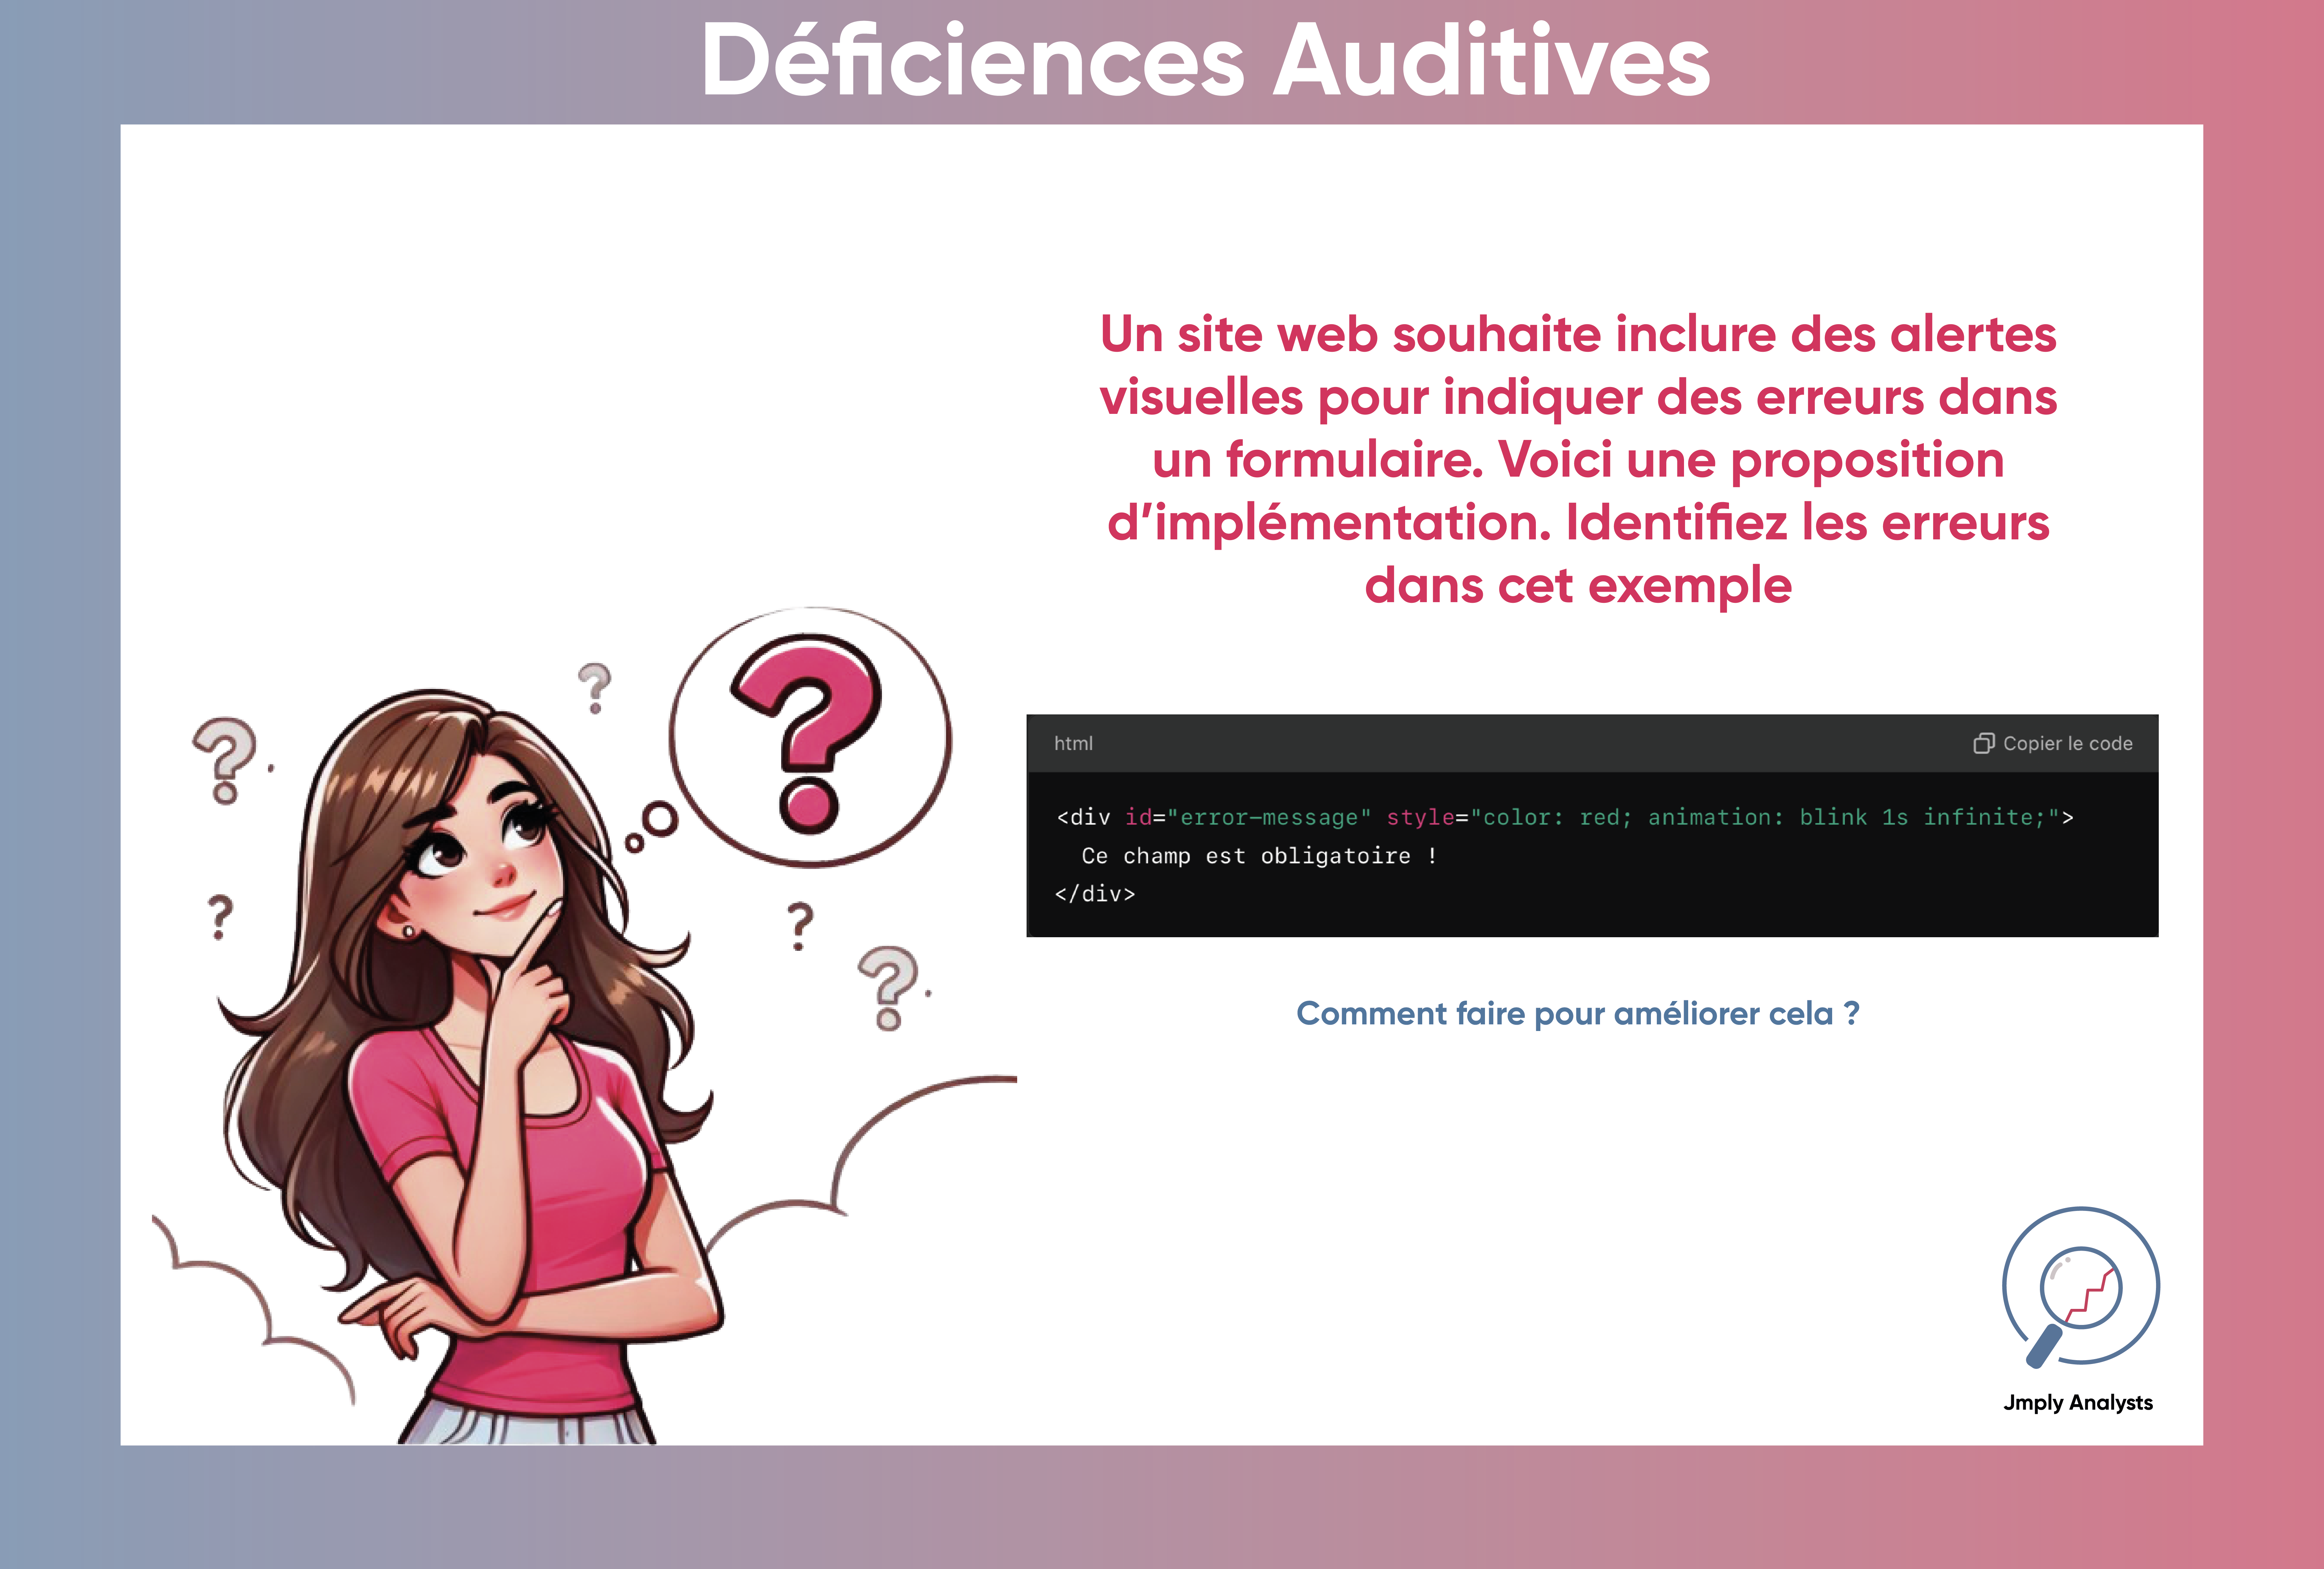 Déficiences Auditives
Un site web souhaite inclure des alertes
visuelles pour indiquer des erreurs dans
un formulaire. Voici une proposition
d’implémentation. Identifiez les erreurs
dans cet exemple
html
Copier le code
<div id="error-message" style="color: red; animation: blink 1s infinite;">
Ce champ est obligatoire !
</div>
Comment faire pour améliorer cela ?
Jmply Analysts